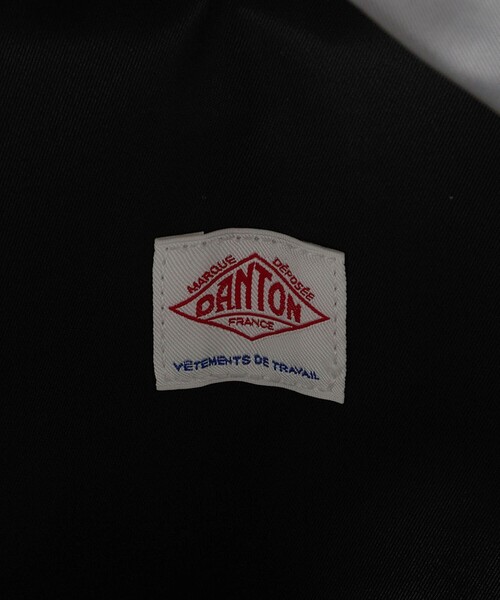 MARQUE DÉPOSÉE
DANTON
FRANCE
VÊTEMENTS DE TRAVAIL